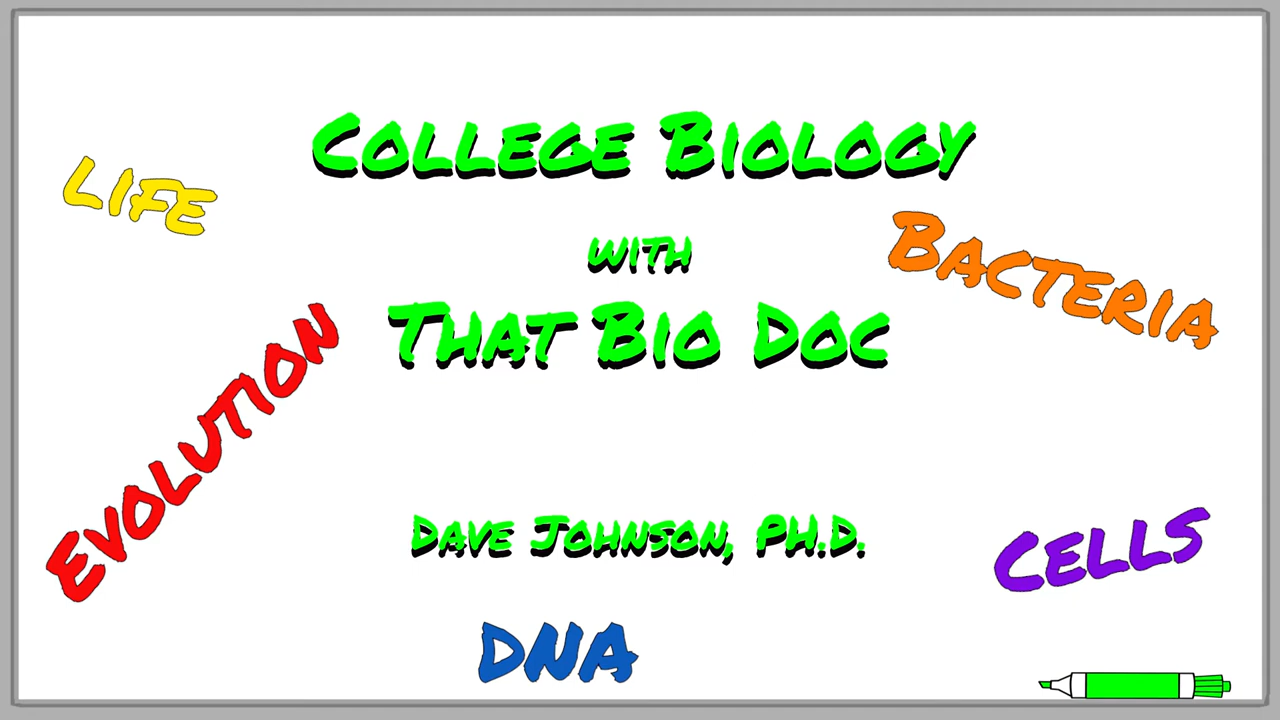 College Biology
Life
Bacteria
with
That Bio Doc
Evolution
Dave Johnson, PH.D.
Cells
DNA